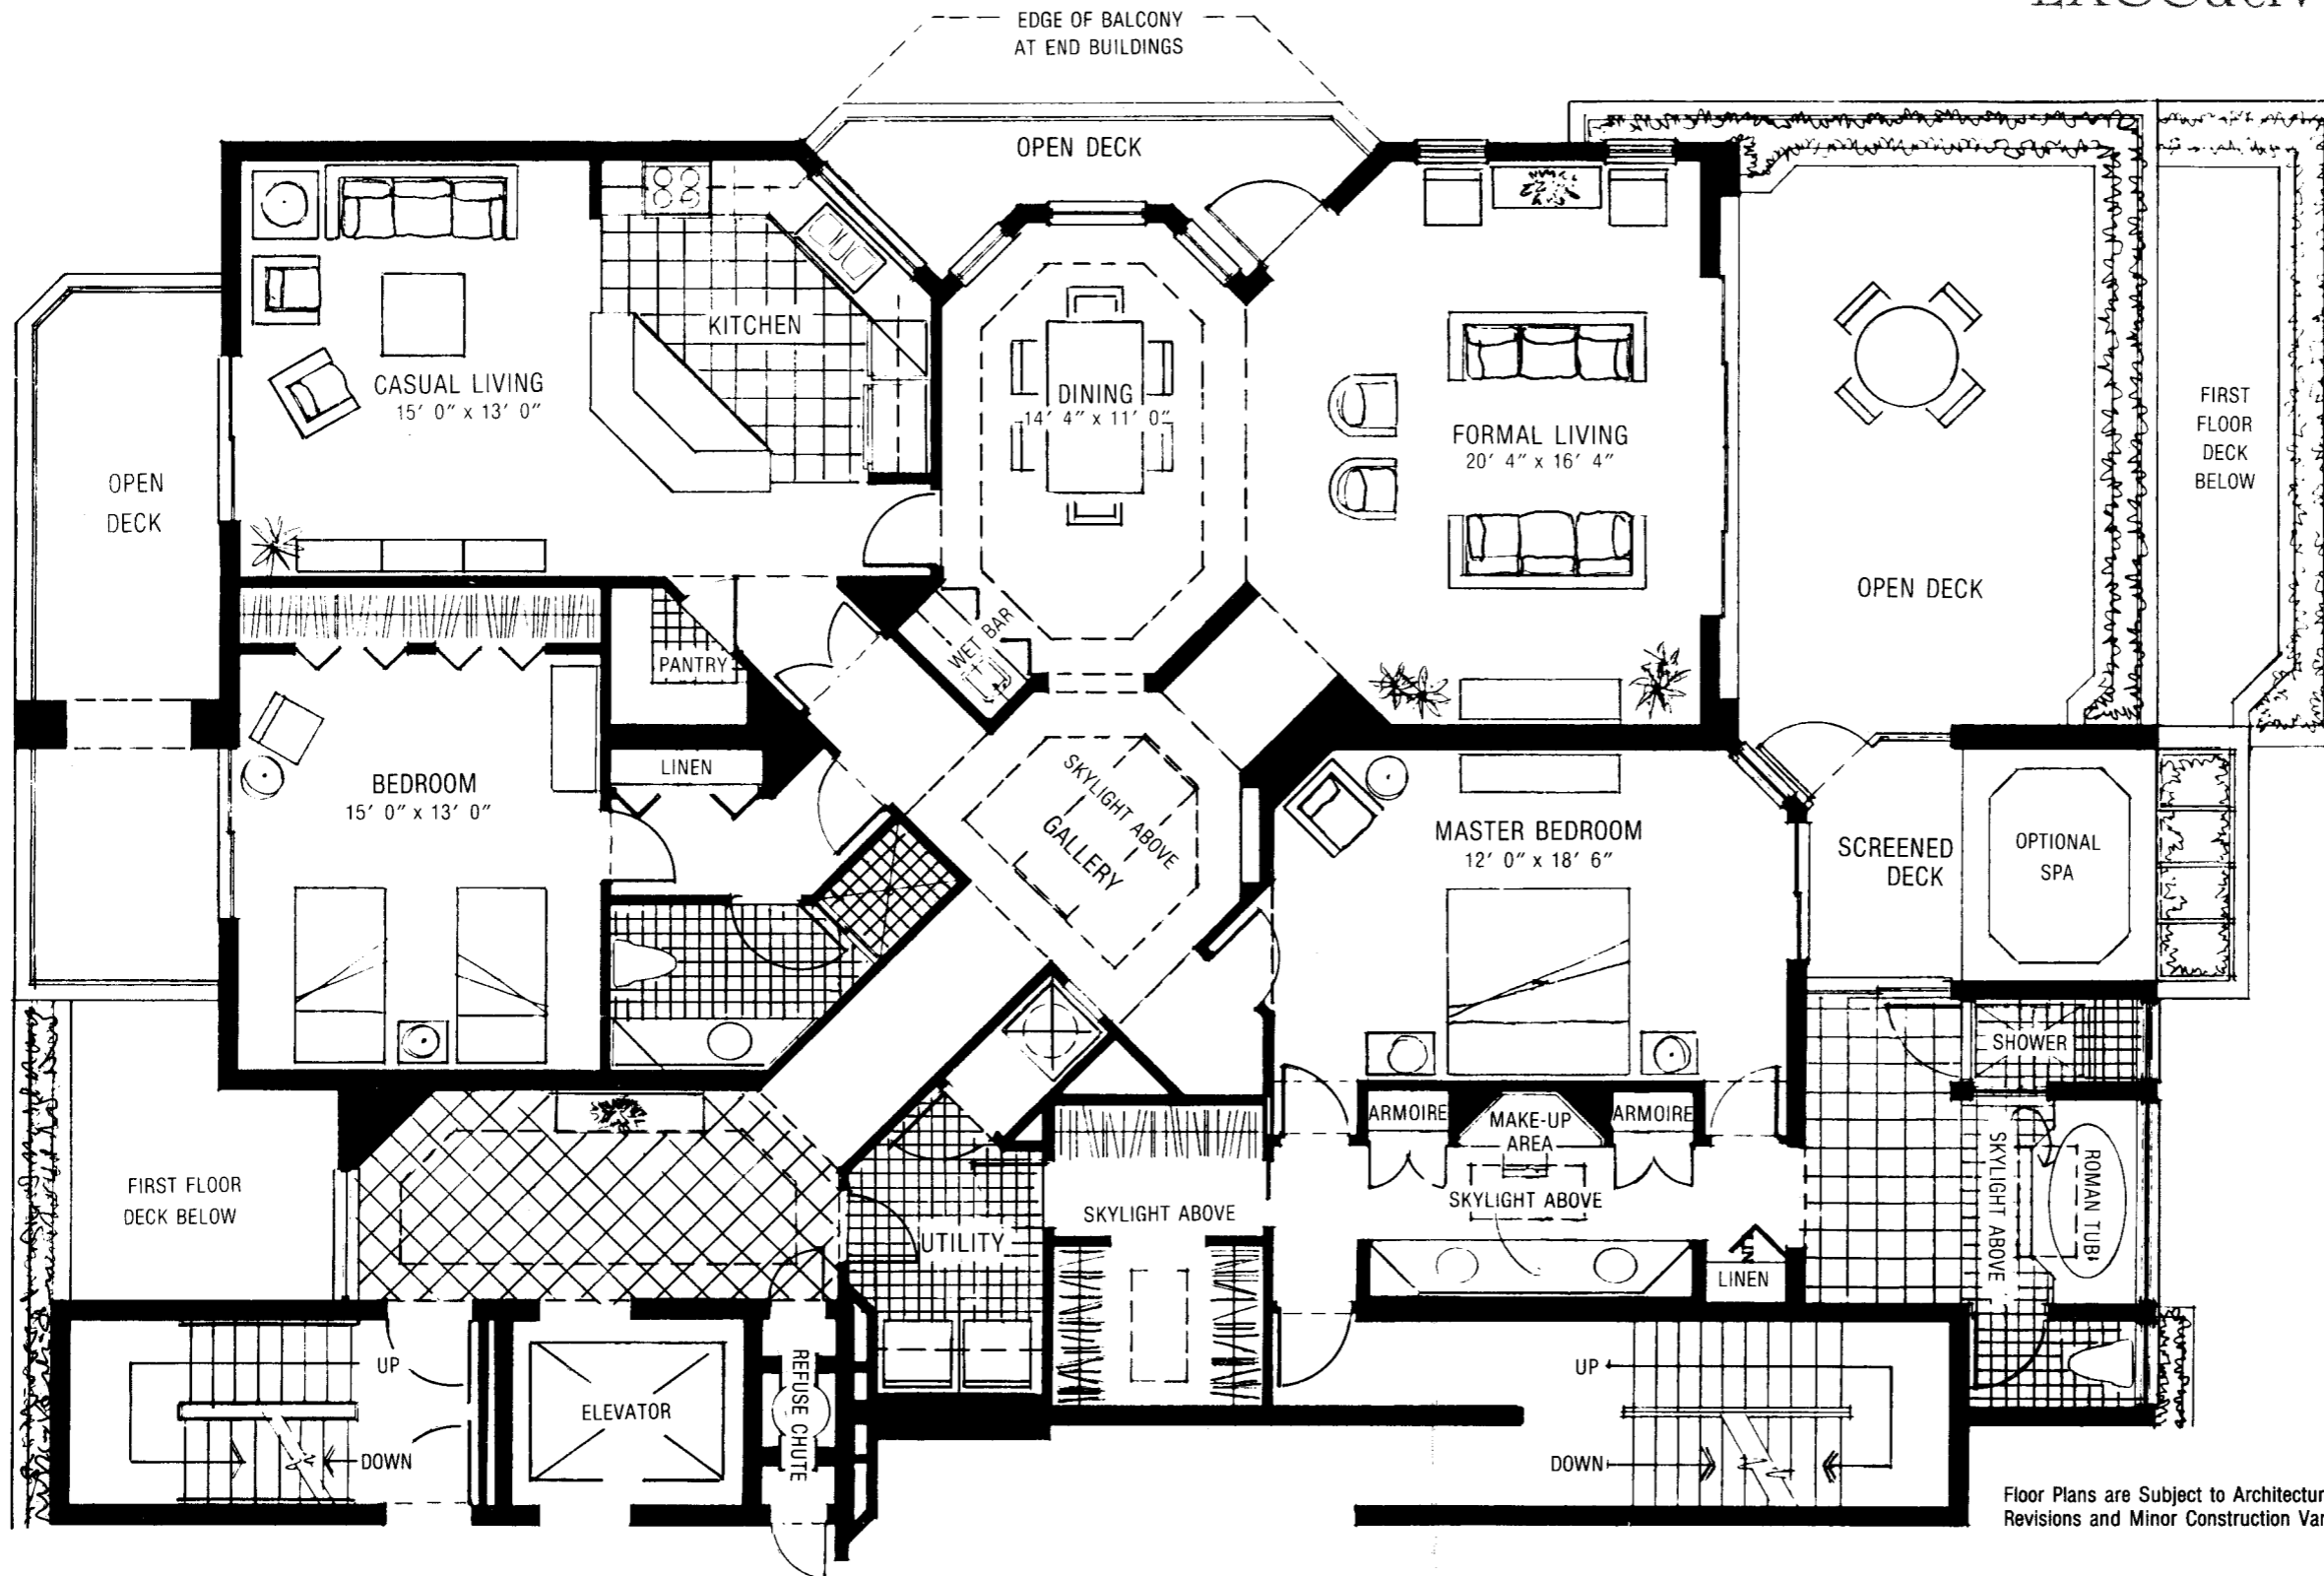 EDGE OF BALCONY
AT END BUILDINGS
OPEN DECK
KITCHEN
CASUAL LIVING
15' 0" x 13' 0"
DINING
14' 4" x 11' 0"
FORMAL LIVING
20' 4" x 16' 4"
OPEN DECK
FIRST
FLOOR
DECK
BELOW
OPEN
DECK
WET BAR
PANTRY
LINEN
BEDROOM
15' 0" x 13' 0"
SKYLIGHT ABOVE
GALLERY
MASTER BEDROOM
12' 0" x 18' 6"
SCREENED
DECK
OPTIONAL
SPA
SHOWER
ARMOIRE
MAKE-UP
AREA
ARMOIRE
SKYLIGHT ABOVE
ROMAN TUB
FIRST FLOOR
DECK BELOW
SKYLIGHT ABOVE
SKYLIGHT ABOVE
UTILITY
LINEN
UP
DOWN
ELEVATOR
REFUSE CHUTE
UP
DOWN
Floor Plans are Subject to Architectur
Revisions and Minor Construction Var